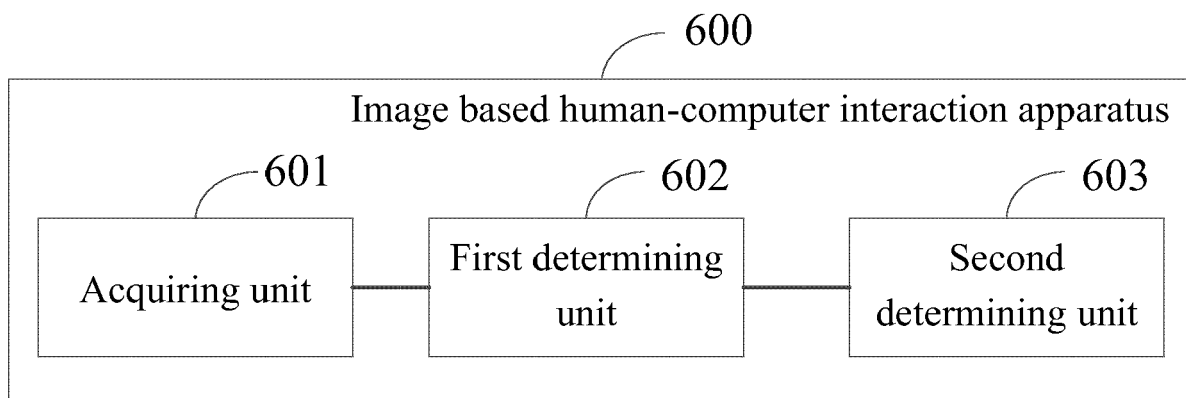 600
Image based human-computer interaction apparatus
601
602
603
Acquiring unit
First determining
unit
Second
determining unit